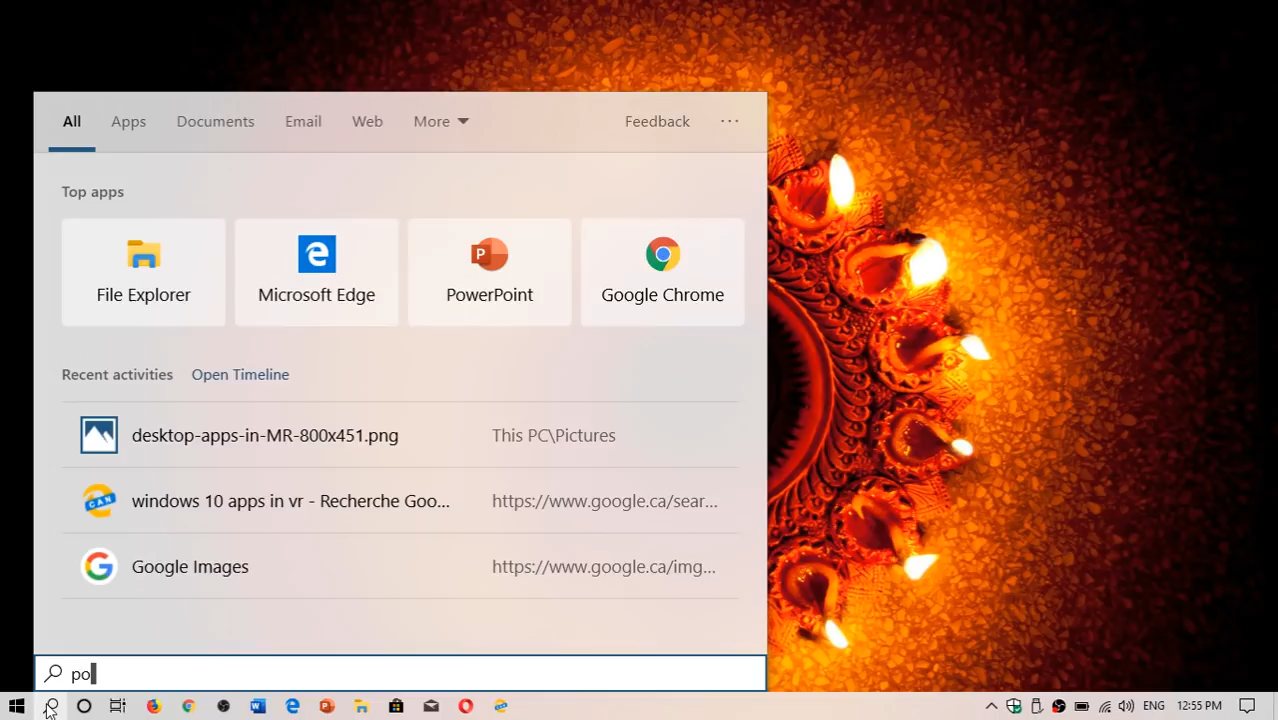 All Apps Documents Email Web More Feedback ...
Top apps
File Explorer Microsoft Edge PowerPoint Google Chrome
Recent activities Open Timeline
desktop-apps-in-MR-800x451.png This PC\Pictures
windows 10 apps in vr - Recherche Goo... https://www.google.ca/sear...
Google Images https://www.google.ca/img...
po
ENG 12:55 PM